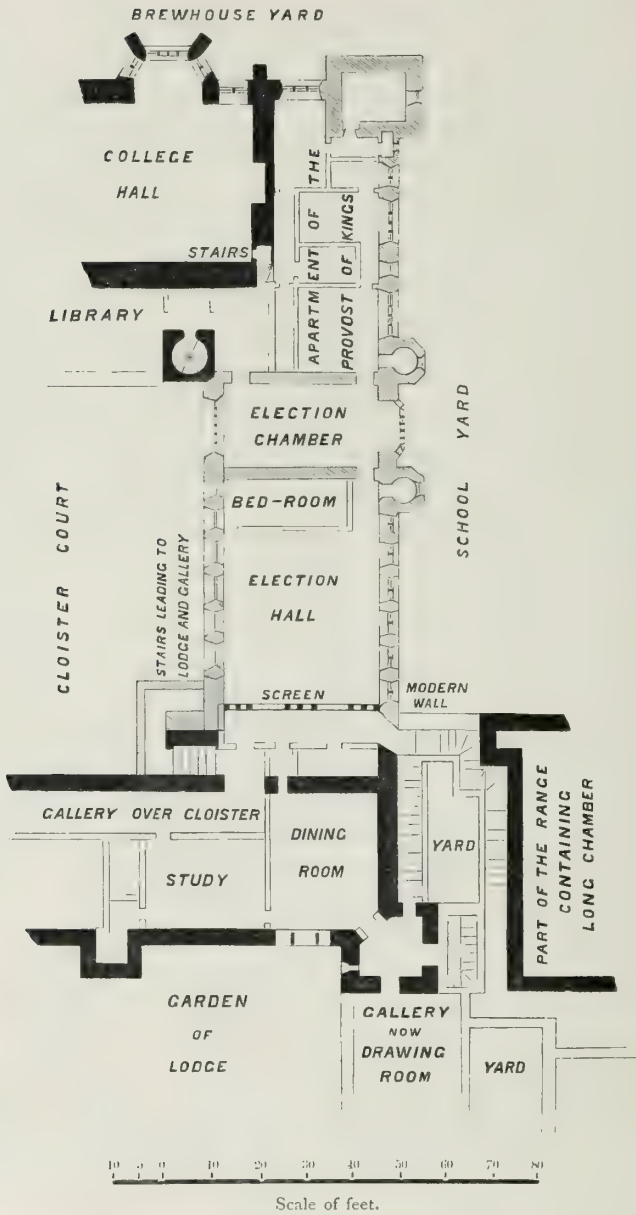 BREWHOUSE YARD
COLLEGE
HALL
STAIRS
LIBRARY
APARTMENT OF THE
PROVOST OF KINGS
ELECTION
CHAMBER
SCHOOL YARD
BED-ROOM
CLOISTER COURT
STAIRS LEADING TO
LODGE AND GALLERY
ELECTION
HALL
SCREEN
MODERN
WALL
GALLERY OVER CLOISTER
DINING
ROOM
STUDY
YARD
PART OF THE RANGE
CONTAINING
LONG CHAMBER
GARDEN
OF
LODGE
GALLERY
NOW
DRAWING
ROOM
YARD
10 5 0 10 20 30 40 50 60 70 80
Scale of feet.